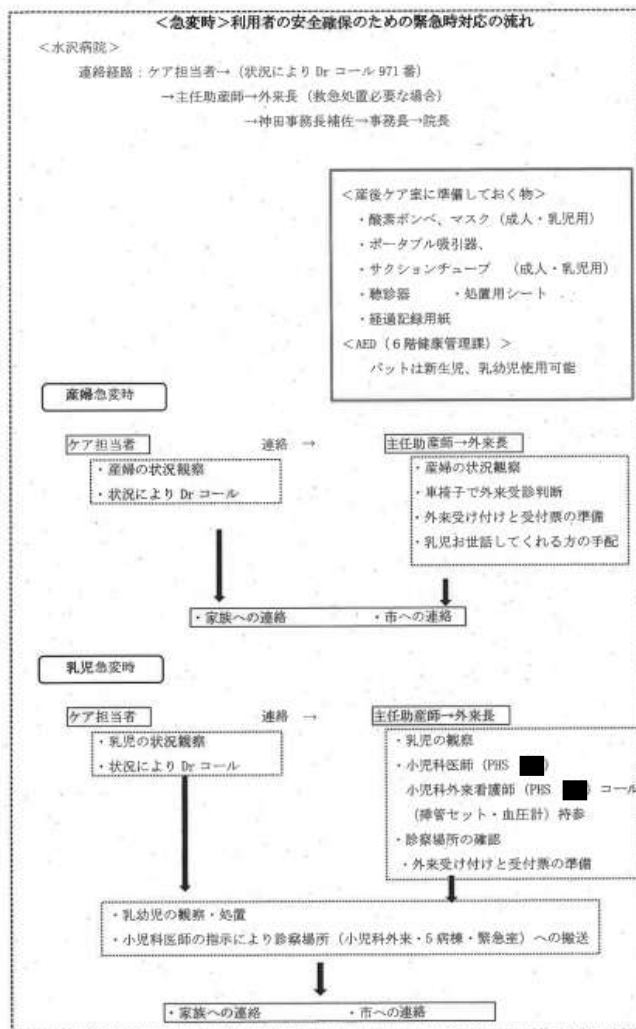 ＜急変時＞利用者の安全確保のための緊急時対応の流れ
＜水沢病院＞
連絡経路：ケア担当者→（状況により Dr コール 971 番）
→主任助産師→外来長（救急処置必要な場合）
→神田事務長補佐→事務長→院長
＜産後ケア室に準備しておく物＞
・酸素ボンベ、マスク（成人・乳児用）
・ポータブル吸引器、
・サクションチューブ　（成人・乳児用）
・聴診器　　・処置用シート
・経過記録用紙
＜AED（６階健康管理課）＞
パットは新生児、乳幼児使用可能
産婦急変時
ケア担当者　　連絡　→　　主任助産師→外来長
・産婦の状況観察
・状況により Dr コール
・産婦の状況観察
・車椅子で外来受診判断
・外来受け付けと受付票の準備
・乳児お世話してくれる方の手配
・家族への連絡　　・市への連絡
乳児急変時
ケア担当者　　連絡　→　　主任助産師→外来長
・乳児の状況観察
・状況により Dr コール
・乳児の観察
・小児科医師（PHS　　）
小児科外来看護師（PHS　　）コール
（挿管セット・血圧計）持参
・診察場所の確認
・外来受け付けと受付票の準備
・乳幼児の観察・処置
・小児科医師の指示により診察場所（小児科外来・5 病棟・緊急室）への搬送
・家族への連絡　　・市への連絡